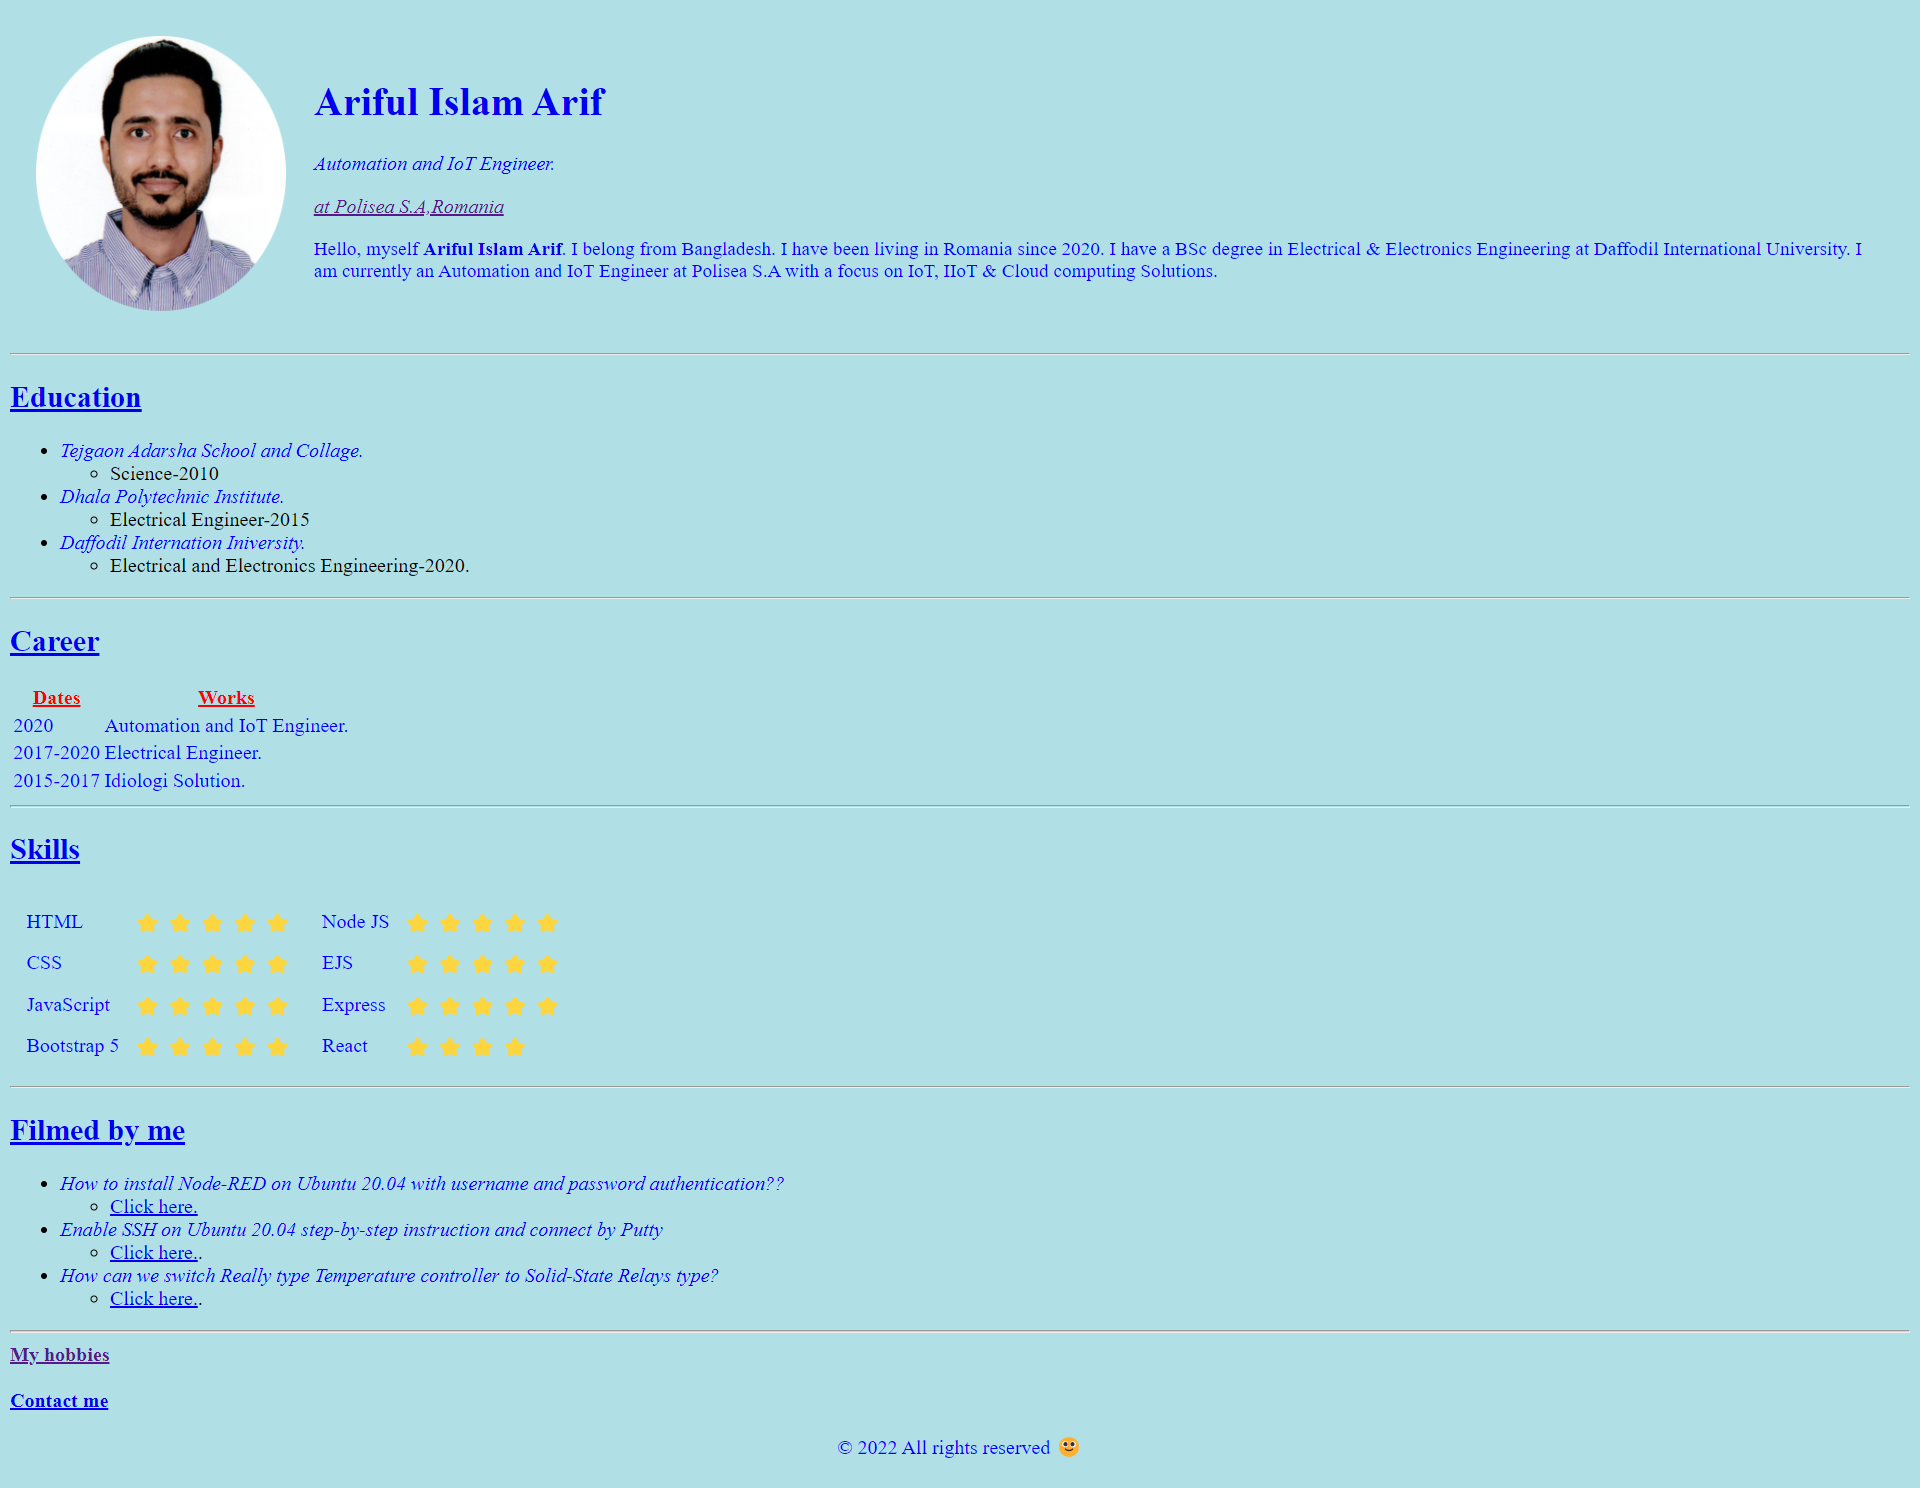 Ariful Islam Arif
Automation and IoT Engineer.
at Polisea S.A,Romania
Hello, myself Ariful Islam Arif. I belong from Bangladesh. I have been living in Romania since 2020. I have a BSc degree in Electrical & Electronics Engineering at Daffodil International University. I
am currently an Automation and IoT Engineer at Polisea S.A with a focus on IoT, IIoT & Cloud computing Solutions.
Education
Tejgaon Adarsha School and Collage.
Science-2010
Dhala Polytechnic Institute.
Electrical Engineer-2015
Daffodil Internation Iniversity.
Electrical and Electronics Engineering-2020.
Career
Dates Works
2020 Automation and IoT Engineer.
2017-2020 Electrical Engineer.
2015-2017 Idiologi Solution.
Skills
HTML Node JS
CSS EJS
JavaScript Express
Bootstrap 5 React
Filmed by me
How to install Node-RED on Ubuntu 20.04 with username and password authentication??
Click here.
Enable SSH on Ubuntu 20.04 step-by-step instruction and connect by Putty
Click here..
How can we switch Really type Temperature controller to Solid-State Relays type?
Click here..
My hobbies
Contact me
© 2022 All rights reserved